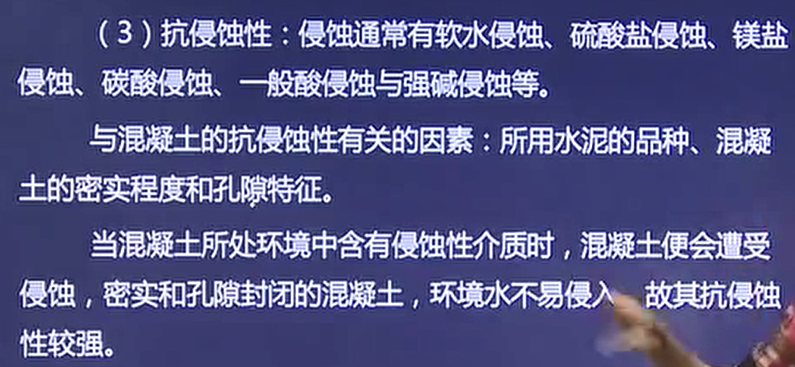 （3）抗侵蚀性：侵蚀通常有软水侵蚀、硫酸盐侵蚀、镁盐
侵蚀、碳酸侵蚀、一般酸侵蚀与强碱侵蚀等。
与混凝土的抗侵蚀性有关的因素：所用水泥的品种、混凝
土的密实程度和孔隙特征。
当混凝土所处环境中含有侵蚀性介质时，混凝土便会遭受
侵蚀，密实和孔隙封闭的混凝土，环境水不易侵入 故其抗侵蚀
性较强。